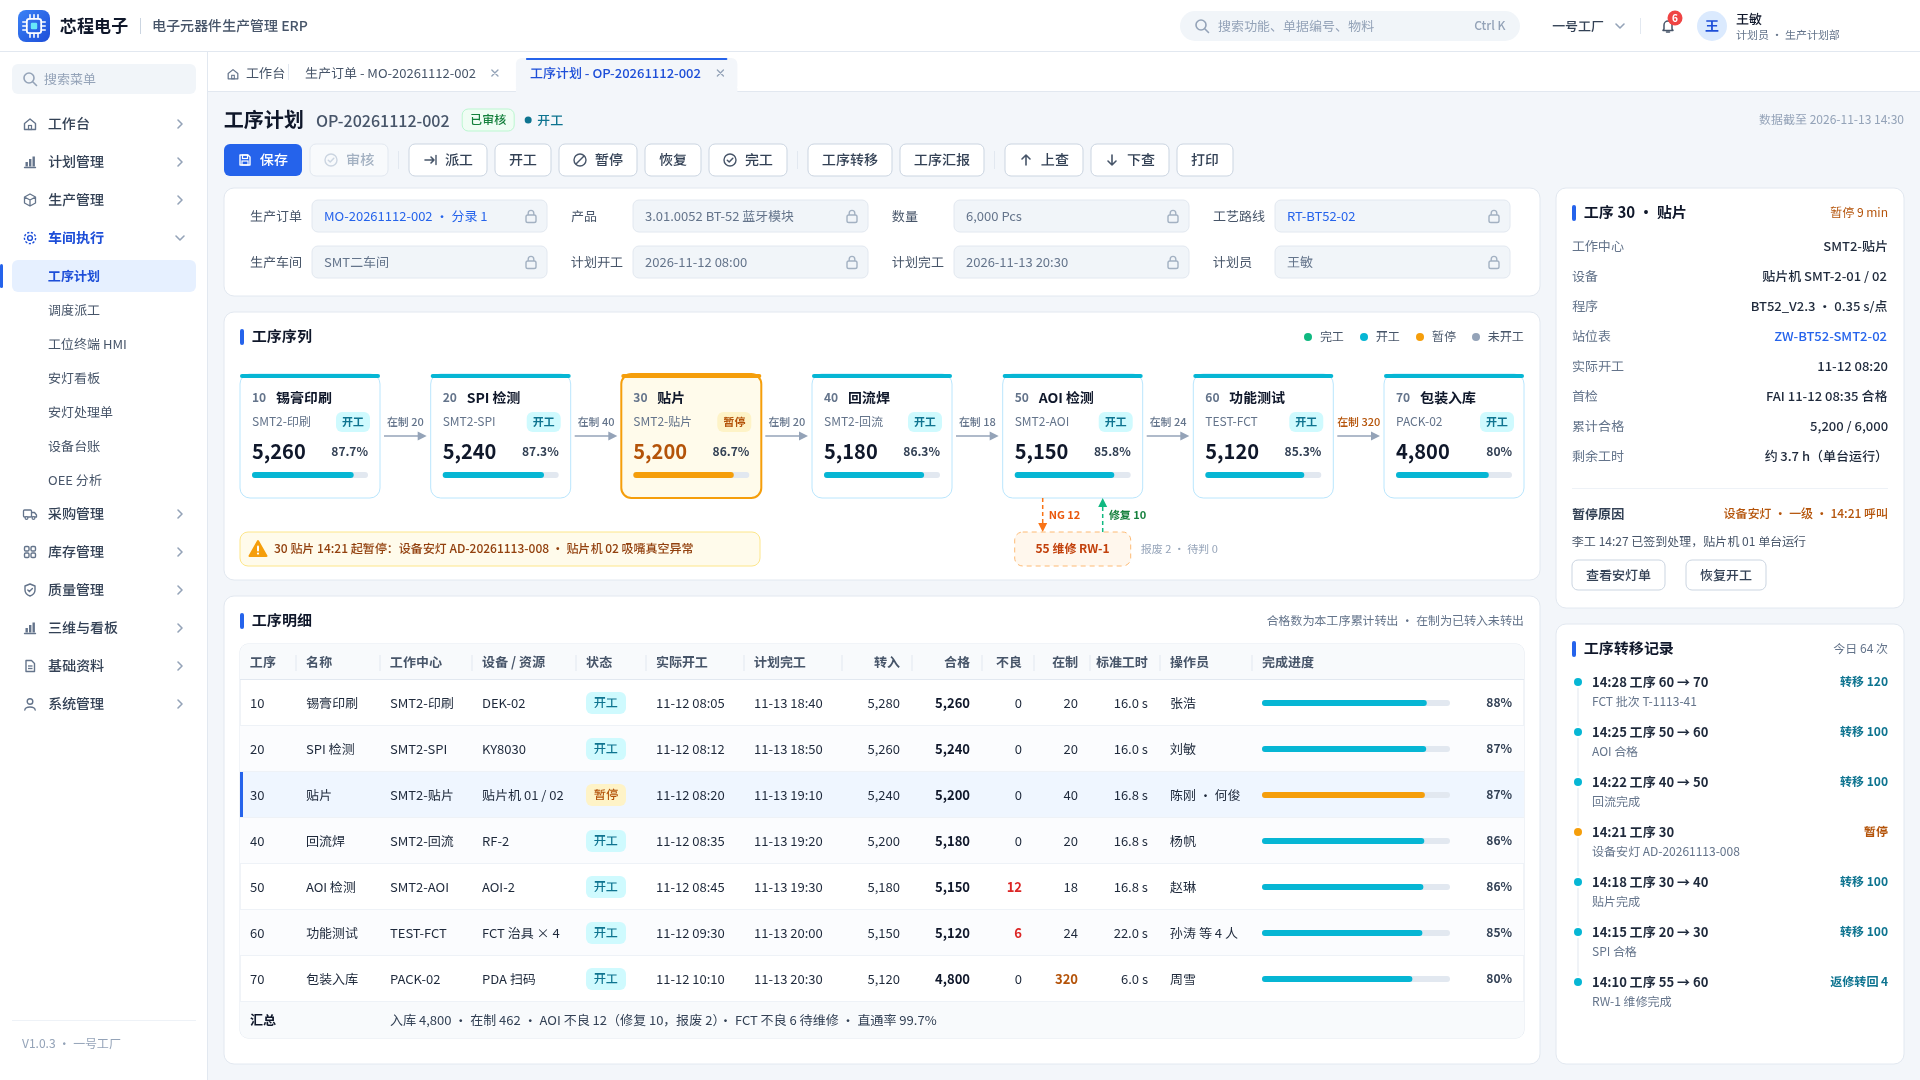 芯程电子 电子元器件生产管理 ERP 搜索功能、单据编号、物料 Ctrl K 一号工厂 6 王 王敏
计划员 · 生产计划部
搜索菜单
工作台
计划管理
生产管理
车间执行
工序计划
调度派工
工位终端 HMI
安灯看板
安灯处理单
设备台账
OEE 分析
采购管理
库存管理
质量管理
三维与看板
基础资料
系统管理
V1.0.3 · 一号工厂
工作台 生产订单 - MO-20261112-002 工序计划 - OP-20261112-002
工序计划 OP-20261112-002 已审核 开工 数据截至 2026-11-13 14:30
保存 审核 派工 开工 暂停 恢复 完工 工序转移 工序汇报 上查 下查 打印
生产订单 MO-20261112-002 · 分录 1 产品 3.01.0052 BT-52 蓝牙模块 数量 6,000 Pcs 工艺路线 RT-BT52-02
生产车间 SMT二车间 计划开工 2026-11-12 08:00 计划完工 2026-11-13 20:30 计划员 王敏
工序序列 完工 开工 暂停 未开工
10 锡膏印刷 20 SPI 检测 30 贴片 40 回流焊 50 AOI 检测 60 功能测试 70 包装入库
SMT2-印刷 开工 在制 20 SMT2-SPI 开工 在制 40 SMT2-贴片 暂停 在制 20 SMT2-回流 开工 在制 18 SMT2-AOI 开工 在制 24 TEST-FCT 开工 在制 320 PACK-02 开工
5,260 87.7% 5,240 87.3% 5,200 86.7% 5,180 86.3% 5,150 85.8% 5,120 85.3% 4,800 80%
NG 12 修复 10
30 贴片 14:21 起暂停：设备安灯 AD-20261113-008 · 贴片机 02 吸嘴真空异常 55 维修 RW-1 报废 2 · 待判 0
工序明细 合格数为本工序累计转出 · 在制为已转入未转出
工序 名称 工作中心 设备 / 资源 状态 实际开工 计划完工 转入 合格 不良 在制 标准工时 操作员 完成进度
10 锡膏印刷 SMT2-印刷 DEK-02 开工 11-12 08:05 11-13 18:40 5,280 5,260 0 20 16.0 s 张浩 88%
20 SPI 检测 SMT2-SPI KY8030 开工 11-12 08:12 11-13 18:50 5,260 5,240 0 20 16.0 s 刘敏 87%
30 贴片 SMT2-贴片 贴片机 01 / 02 暂停 11-12 08:20 11-13 19:10 5,240 5,200 0 40 16.8 s 陈刚 · 何俊 87%
40 回流焊 SMT2-回流 RF-2 开工 11-12 08:35 11-13 19:20 5,200 5,180 0 20 16.8 s 杨帆 86%
50 AOI 检测 SMT2-AOI AOI-2 开工 11-12 08:45 11-13 19:30 5,180 5,150 12 18 16.8 s 赵琳 86%
60 功能测试 TEST-FCT FCT 治具 × 4 开工 11-12 09:30 11-13 20:00 5,150 5,120 6 24 22.0 s 孙涛 等 4 人 85%
70 包装入库 PACK-02 PDA 扫码 开工 11-12 10:10 11-13 20:30 5,120 4,800 0 320 6.0 s 周雪 80%
汇总 入库 4,800 · 在制 462 · AOI 不良 12（修复 10，报废 2）· FCT 不良 6 待维修 · 直通率 99.7%
工序 30 · 贴片 暂停 9 min
工作中心 SMT2-贴片
设备 贴片机 SMT-2-01 / 02
程序 BT52_V2.3 · 0.35 s/点
站位表 ZW-BT52-SMT2-02
实际开工 11-12 08:20
首检 FAI 11-12 08:35 合格
累计合格 5,200 / 6,000
剩余工时 约 3.7 h（单台运行）
暂停原因 设备安灯 · 一级 · 14:21 呼叫
李工 14:27 已签到处理，贴片机 01 单台运行
查看安灯单 恢复开工
工序转移记录 今日 64 次
14:28 工序 60 → 70 转移 120
FCT 批次 T-1113-41
14:25 工序 50 → 60 转移 100
AOI 合格
14:22 工序 40 → 50 转移 100
回流完成
14:21 工序 30 暂停
设备安灯 AD-20261113-008
14:18 工序 30 → 40 转移 100
贴片完成
14:15 工序 20 → 30 转移 100
SPI 合格
14:10 工序 55 → 60 返修转回 4
RW-1 维修完成